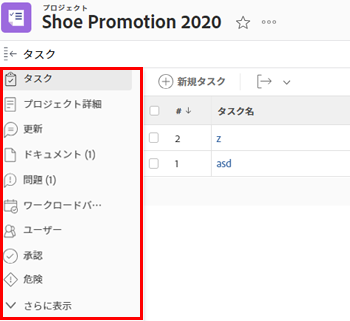 プロジェクト
Shoe Promotion 2020
タスク
タスク
プロジェクト詳細
更新
ドキュメント (1)
問題 (1)
ワークロードバ…
ユーザー
承認
危険
さらに表示
新規タスク
# ↓ タスク名
2 z
1 asd